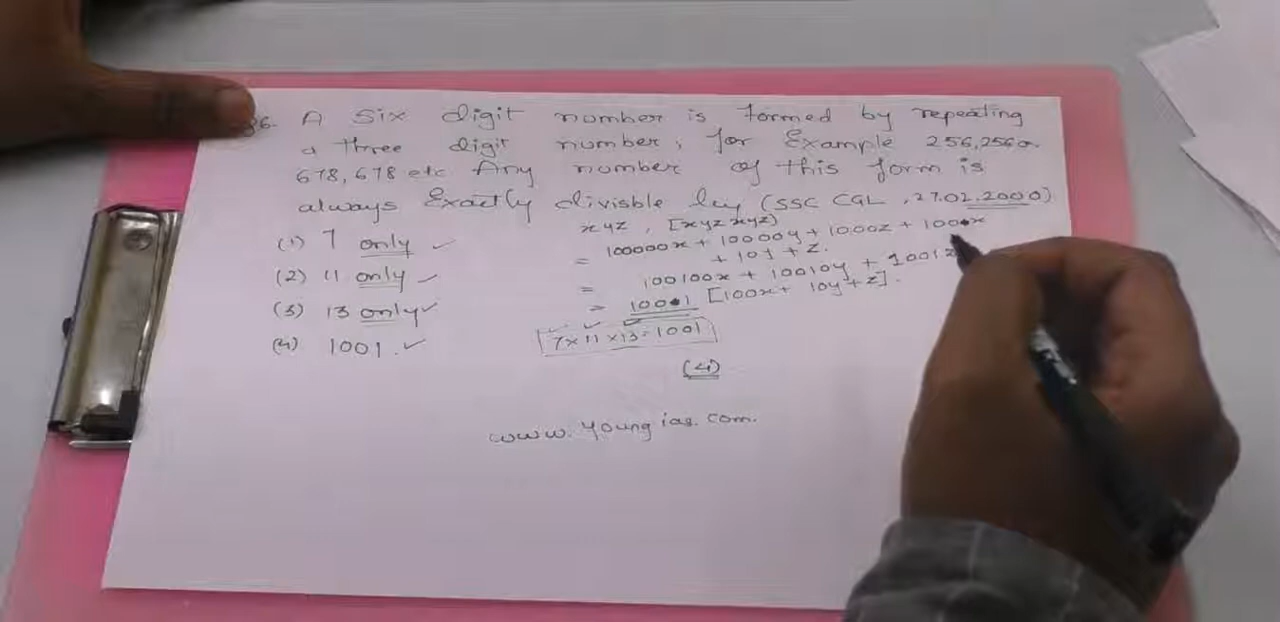 36. A Six digit number is formed by repeating
a three digit number; for Example 256,256 or
678,678 etc Any number of this form is
always Exactly divisible by (SSC CGL, 27.02.2000)
xyz, [xyz xyz]
(1) 7 only ✓
= 100000x + 10000y + 1000z + 100x
+ 10y + z.
(2) 11 only ✓
= 100100x + 10010y + 1001z
(3) 13 only ✓
= 1001 [100x + 10y + z].
(4) 1001. ✓
7 x 11 x 13 = 1001
(4)
www.youngias.com.